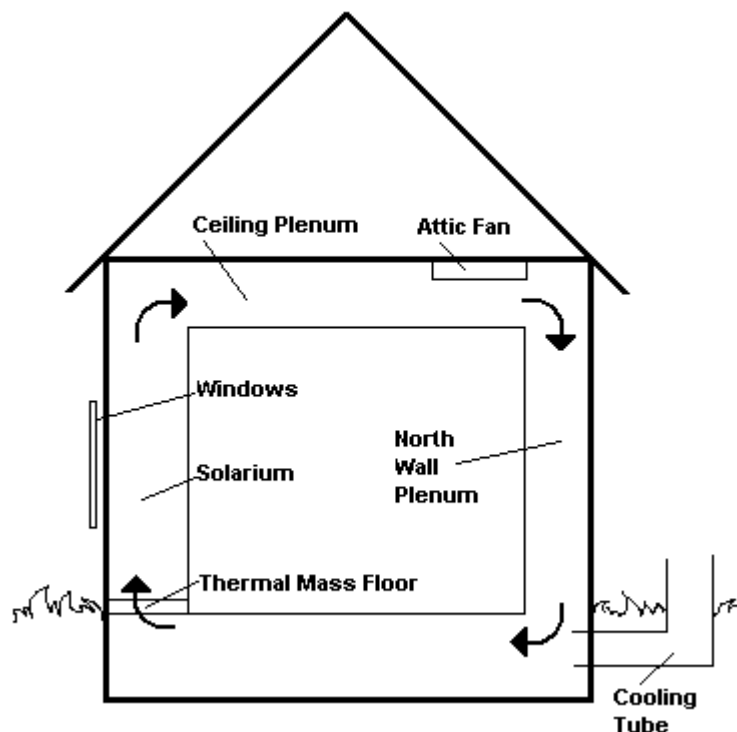 Ceiling Plenum
Attic Fan
Windows
North
Wall
Plenum
Solarium
Thermal Mass Floor
Cooling
Tube